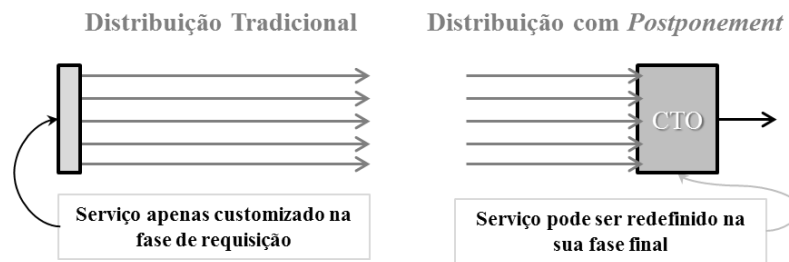 Distribuição Tradicional
Distribuição com Postponement
CTO
Serviço apenas customizado na
fase de requisição
Serviço pode ser redefinido na
sua fase final